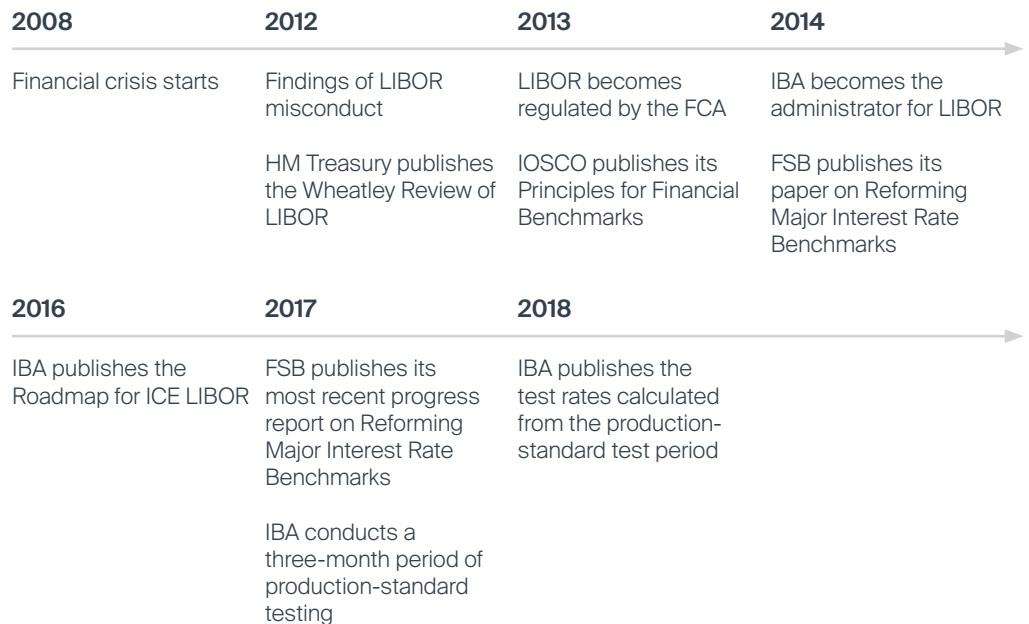 2008
2012
2013
2014
Financial crisis starts
Findings of LIBOR
misconduct
HM Treasury publishes
the Wheatley Review of
LIBOR
LIBOR becomes
regulated by the FCA
IOSCO publishes its
Principles for Financial
Benchmarks
IBA becomes the
administrator for LIBOR
FSB publishes its
paper on Reforming
Major Interest Rate
Benchmarks
2016
2017
2018
IBA publishes the
Roadmap for ICE LIBOR
FSB publishes its
most recent progress
report on Reforming
Major Interest Rate
Benchmarks
IBA conducts a
three-month period of
production-standard
testing
IBA publishes the
test rates calculated
from the production-
standard test period